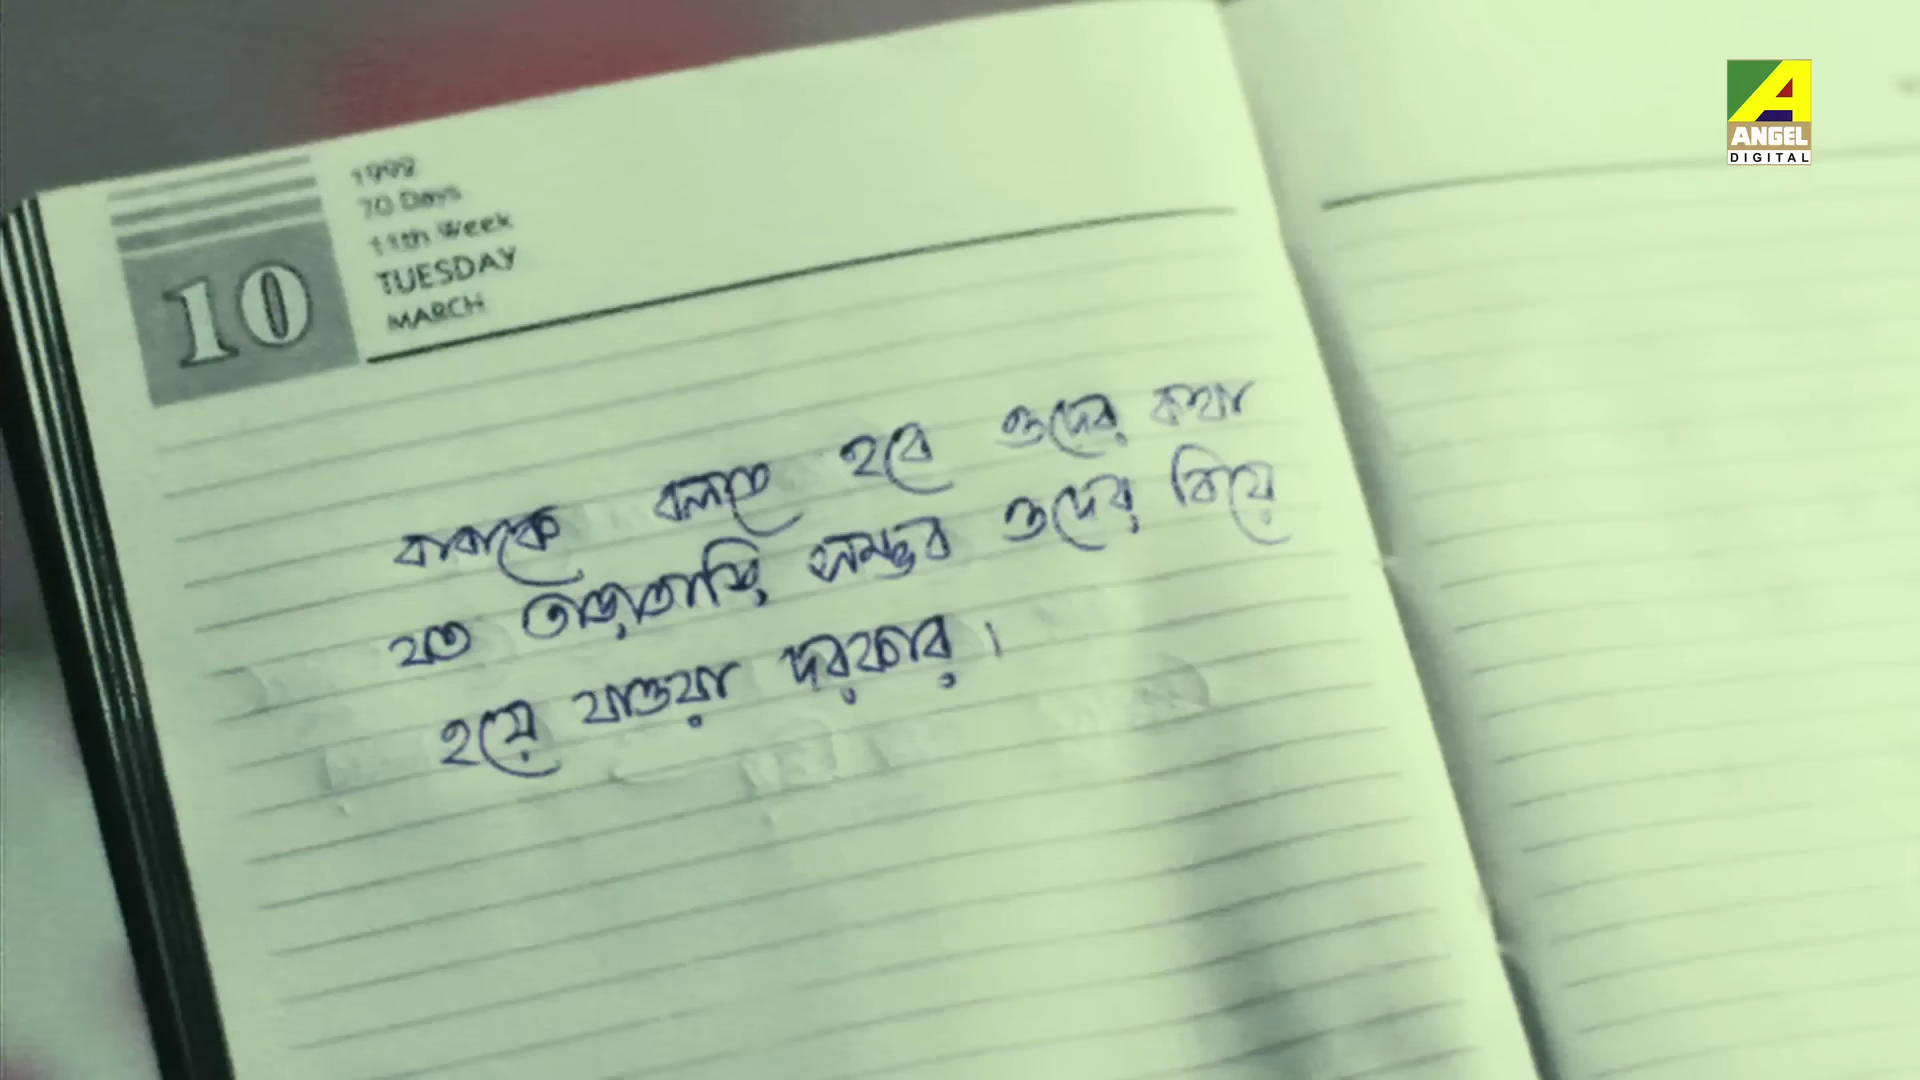 1998
70 Days
11th Week
TUESDAY
MARCH
10
বাবাকে বলতে হবে ওদের কথা
যত তাড়াতাড়ি সম্ভব ওদের বিয়ে
হয়ে যাওয়া দরকার।
ANGEL
DIGITAL